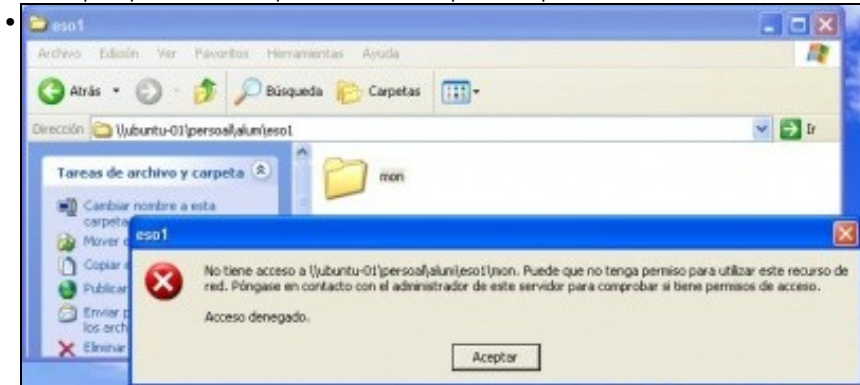 eso1
Archivo Edición Ver Favoritos Herramientas Ayuda
Atrás Búsqueda Carpetas
Dirección \\ubuntu-01\persoal\alum\eso1 Ir
Tareas de archivo y carpeta
mon
Cambiar nombre a esta
carpeta
Mover
Copiar
Publicar
Enviar
los arch
Eliminar
eso1
No tiene acceso a \\ubuntu-01\persoal\alum\eso1\mon. Puede que no tenga permiso para utilizar este recurso de
red. Póngase en contacto con el administrador de este servidor para comprobar si tiene permisos de acceso.
Acceso denegado.
Aceptar